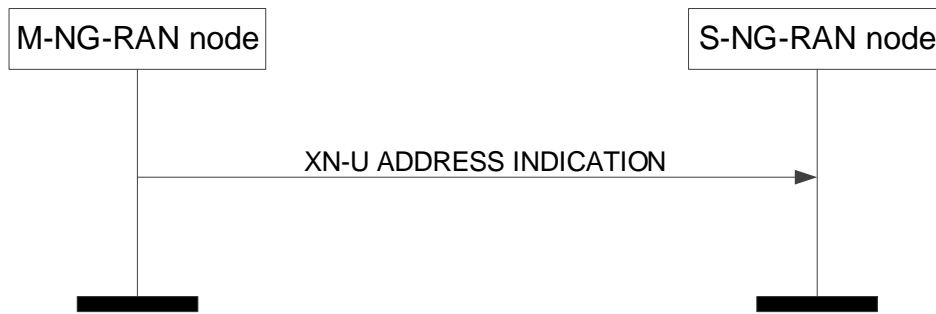 M-NG-RAN node
S-NG-RAN node
XN-U ADDRESS INDICATION